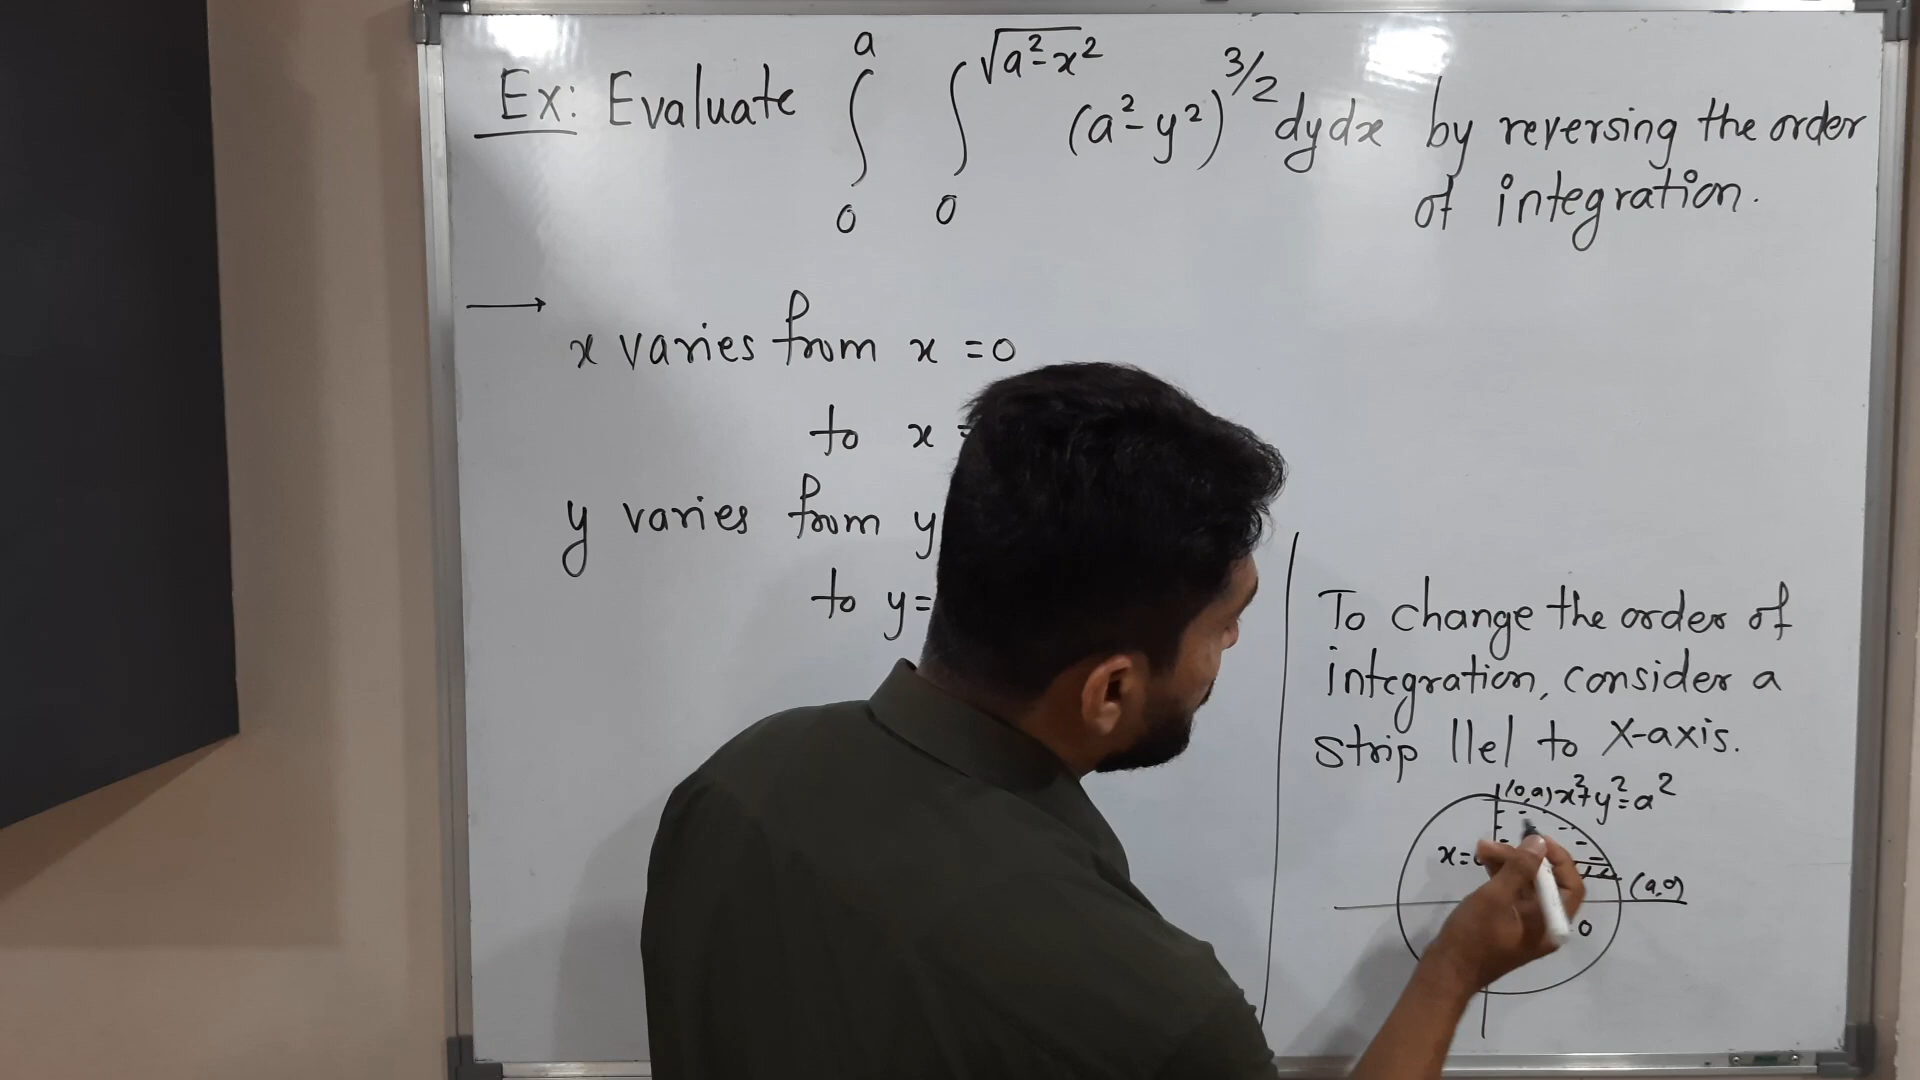 Ex: Evaluate ∫₀ᵃ ∫₀^√(a²-x²) (a²-y²)^3/2 dydx by reversing the order
of integration.
→
x varies from x = 0
to x
y varies from y
to y=
To change the order of
integration, consider a
strip llel to X-axis.
(0,a) x²+y²=a²
x=
(a,0)
0